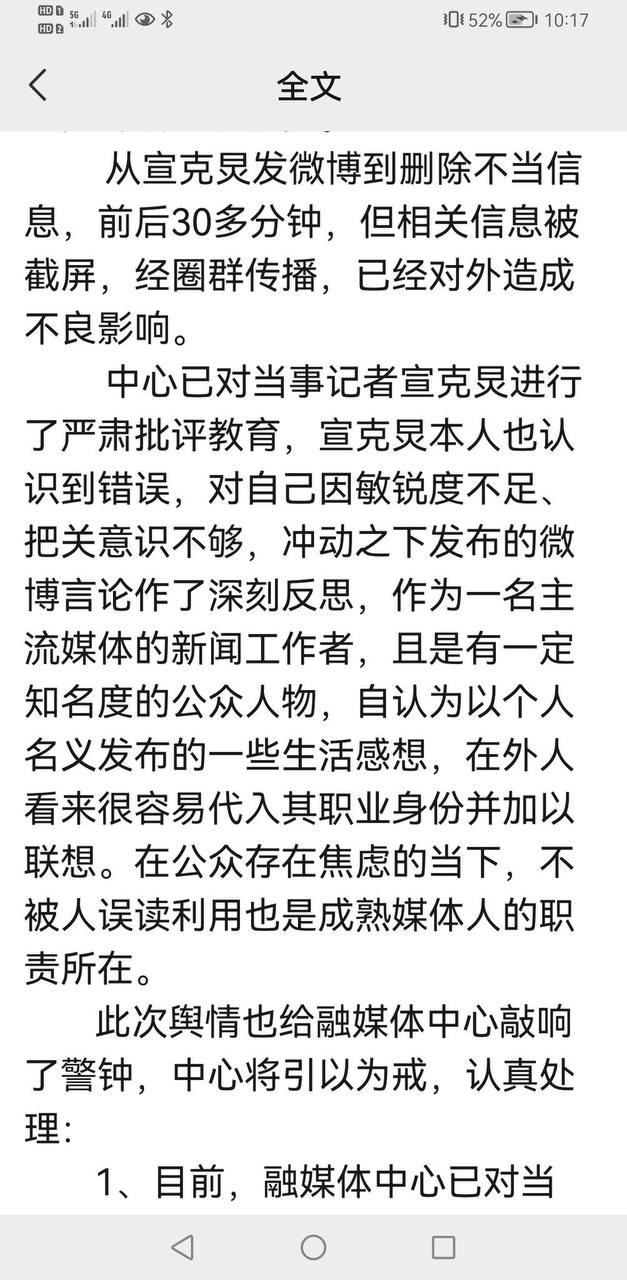 HD 1 5G 4G 52% 10:17
HD 2
全文
从宣克炅发微博到删除不当信
息，前后30多分钟，但相关信息被
截屏，经圈群传播，已经对外造成
不良影响。
中心已对当事记者宣克炅进行
了严肃批评教育，宣克炅本人也认
识到错误，对自己因敏锐度不足、
把关意识不够，冲动之下发布的微
博言论作了深刻反思，作为一名主
流媒体的新闻工作者，且是有一定
知名度的公众人物，自认为以个人
名义发布的一些生活感想，在外人
看来很容易代入其职业身份并加以
联想。在公众存在焦虑的当下，不
被人误读利用也是成熟媒体人的职
责所在。
此次舆情也给融媒体中心敲响
了警钟，中心将引以为戒，认真处
理：
1、目前，融媒体中心已对当